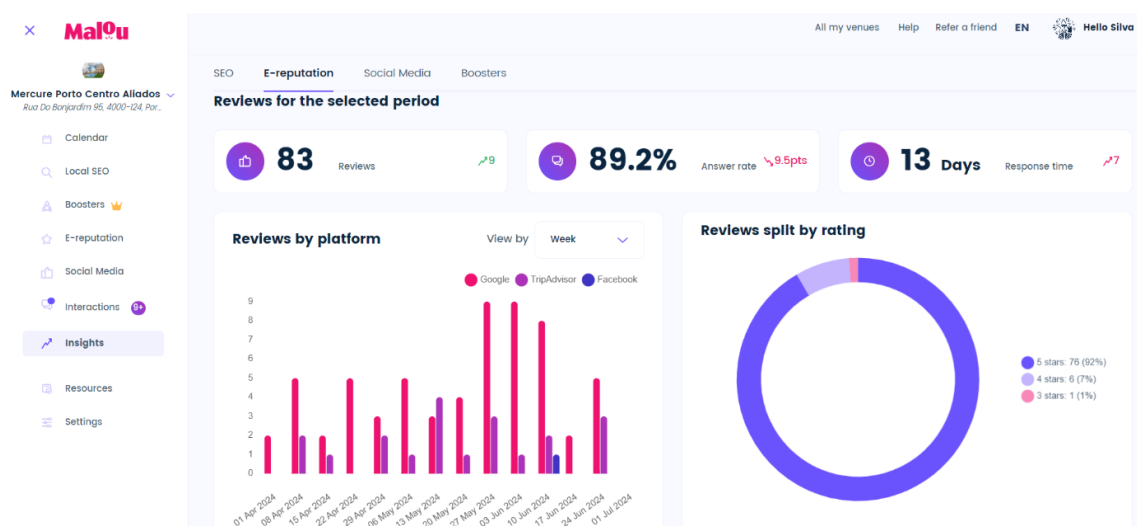 Malou
All my venues Help Refer a friend EN Hello Silva
Mercure Porto Centro Aliados
Rua Do Bonjardim 95, 4000-124, Por...
Calendar
Local SEO
Boosters
E-reputation
Social Media
Interactions 9+
Insights
Resources
Settings
SEO E-reputation Social Media Boosters
Reviews for the selected period
83 Reviews 9
89.2% Answer rate 9.5pts
13 Days Response time 7
Reviews by platform View by Week
Google TripAdvisor Facebook
9
8
7
6
5
4
3
2
1
0
01 Apr 2024
08 Apr 2024
15 Apr 2024
22 Apr 2024
29 Apr 2024
06 May 2024
13 May 2024
20 May 2024
27 May 2024
03 Jun 2024
10 Jun 2024
17 Jun 2024
24 Jun 2024
01 Jul 2024
Reviews split by rating
5 stars: 76 (92%)
4 stars: 6 (7%)
3 stars: 1 (1%)